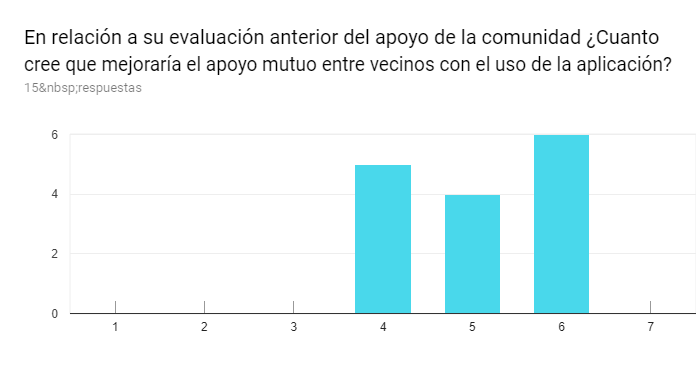 En relación a su evaluación anterior del apoyo de la comunidad ¿Cuanto
cree que mejoraría el apoyo mutuo entre vecinos con el uso de la aplicación?
15&nbsp;respuestas
6
4
2
0
1 2 3 4 5 6 7